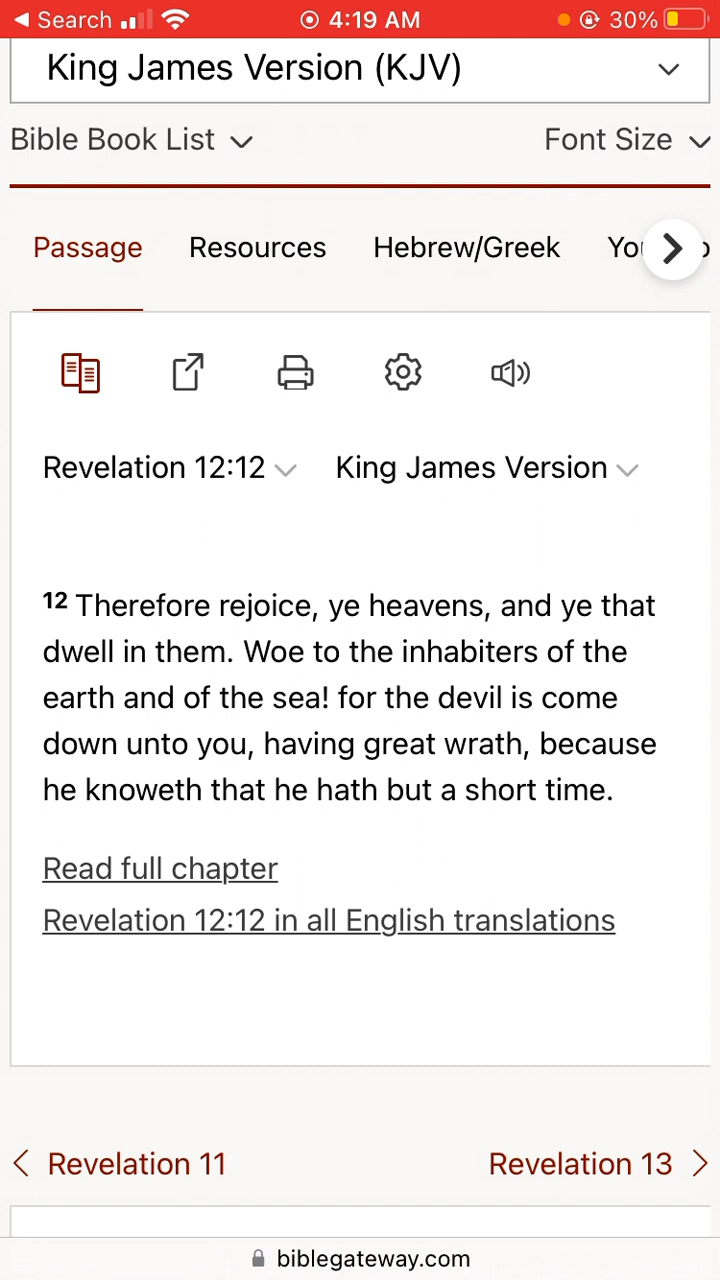 Search 4:19 AM 30%
King James Version (KJV)
Bible Book List Font Size
Passage Resources Hebrew/Greek
Revelation 12:12 King James Version
12 Therefore rejoice, ye heavens, and ye that
dwell in them. Woe to the inhabiters of the
earth and of the sea! for the devil is come
down unto you, having great wrath, because
he knoweth that he hath but a short time.
Read full chapter
Revelation 12:12 in all English translations
Revelation 11 Revelation 13
biblegateway.com